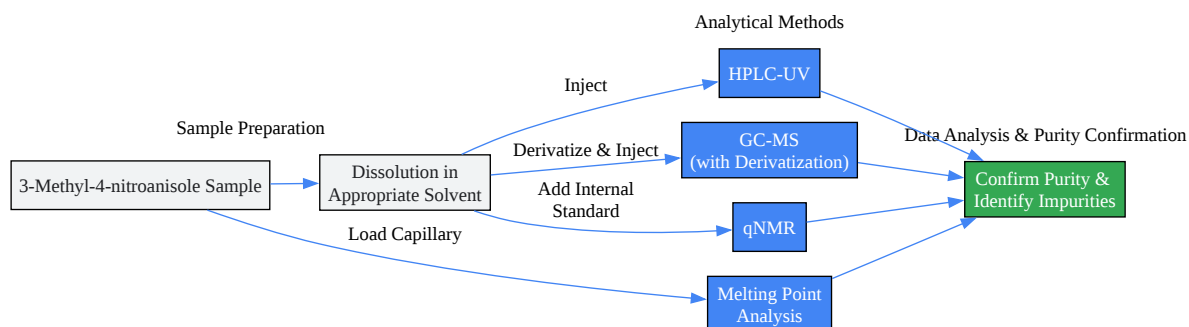 Analytical Methods
HPLC-UV
Inject
Sample Preparation
Data Analysis & Purity Confirmation
Derivatize & Inject
GC-MS
(with Derivatization)
3-Methyl-4-nitroanisole Sample
Dissolution in
Appropriate Solvent
Confirm Purity &
Identify Impurities
Add Internal
Standard
qNMR
Load Capillary
Melting Point
Analysis